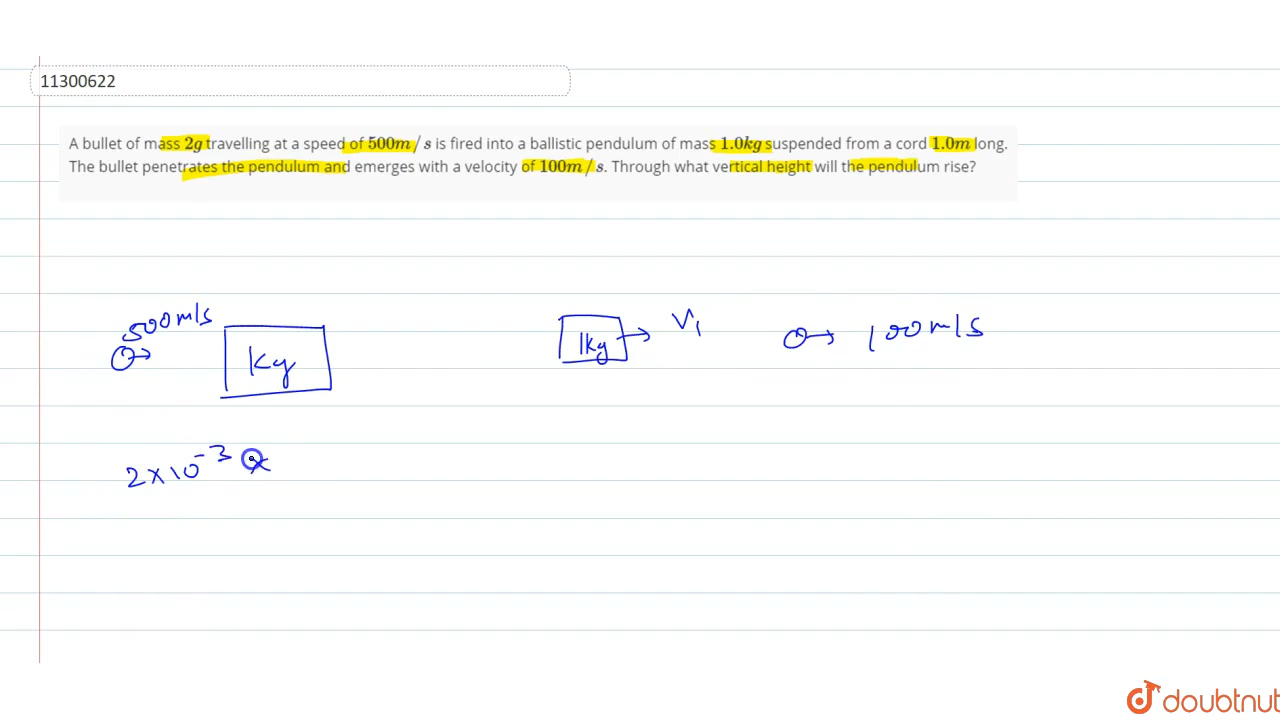 11300622
A bullet of mass 2g travelling at a speed of 500m/s is fired into a ballistic pendulum of mass 1.0kg suspended from a cord 1.0m long.
The bullet penetrates the pendulum and emerges with a velocity of 100m/s. Through what vertical height will the pendulum rise?
500m/s
1kg
1kg
V1
100m/s
2×10-3 ×
doubtnut